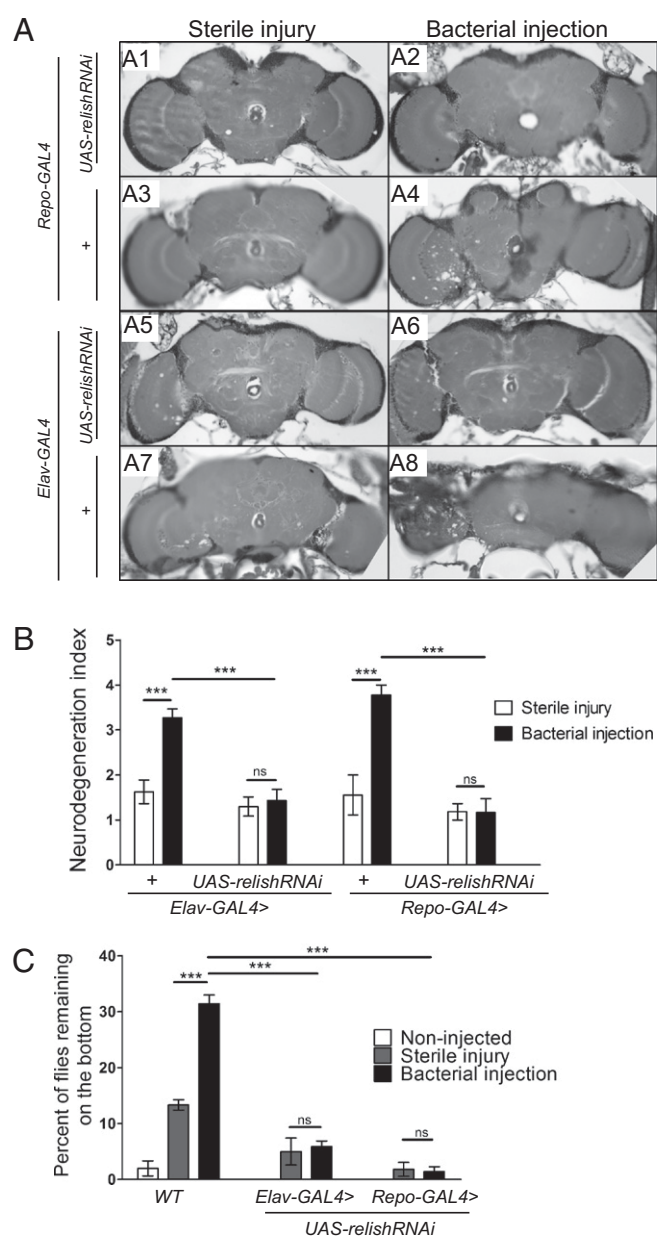 A
Sterile injury
Bacterial injection
Repo-GAL4
UAS-relishRNAi
+
Elav-GAL4
UAS-relishRNAi
+
A1
A2
A3
A4
A5
A6
A7
A8
B
Neurodegeneration index
5
4
3
2
1
0
***
***
ns
***
***
ns
Sterile injury
Bacterial injection
+
UAS-relishRNAi
+
UAS-relishRNAi
Elav-GAL4>
Repo-GAL4>
C
Percent of flies remaining
on the bottom
40
30
20
10
0
***
***
***
ns
ns
Non-injected
Sterile injury
Bacterial injection
WT
Elav-GAL4>
Repo-GAL4>
UAS-relishRNAi